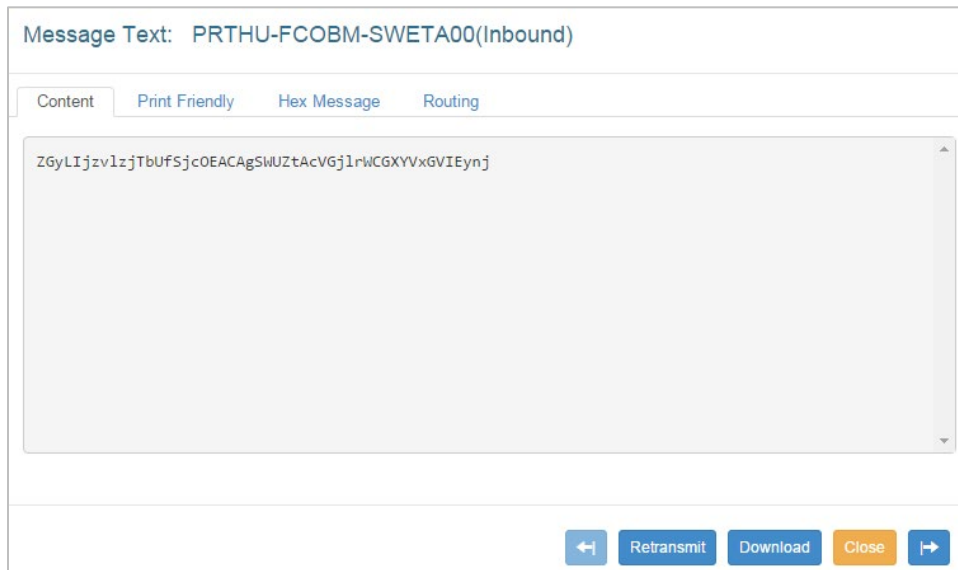 Message Text: PRTHU-FCOBM-SWETA00(Inbound)
Content Print Friendly Hex Message Routing
ZGyLIjzvlzjTbUfSjcOEACAgSWUZtAcVGjlrWCGXYVxGVIEynj
Retransmit Download Close